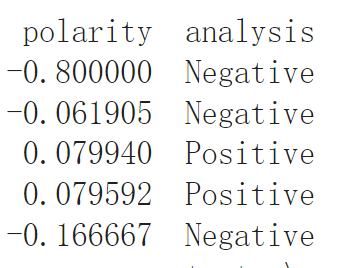 polarity analysis
-0.800000 Negative
-0.061905 Negative
0.079940 Positive
0.079592 Positive
-0.166667 Negative